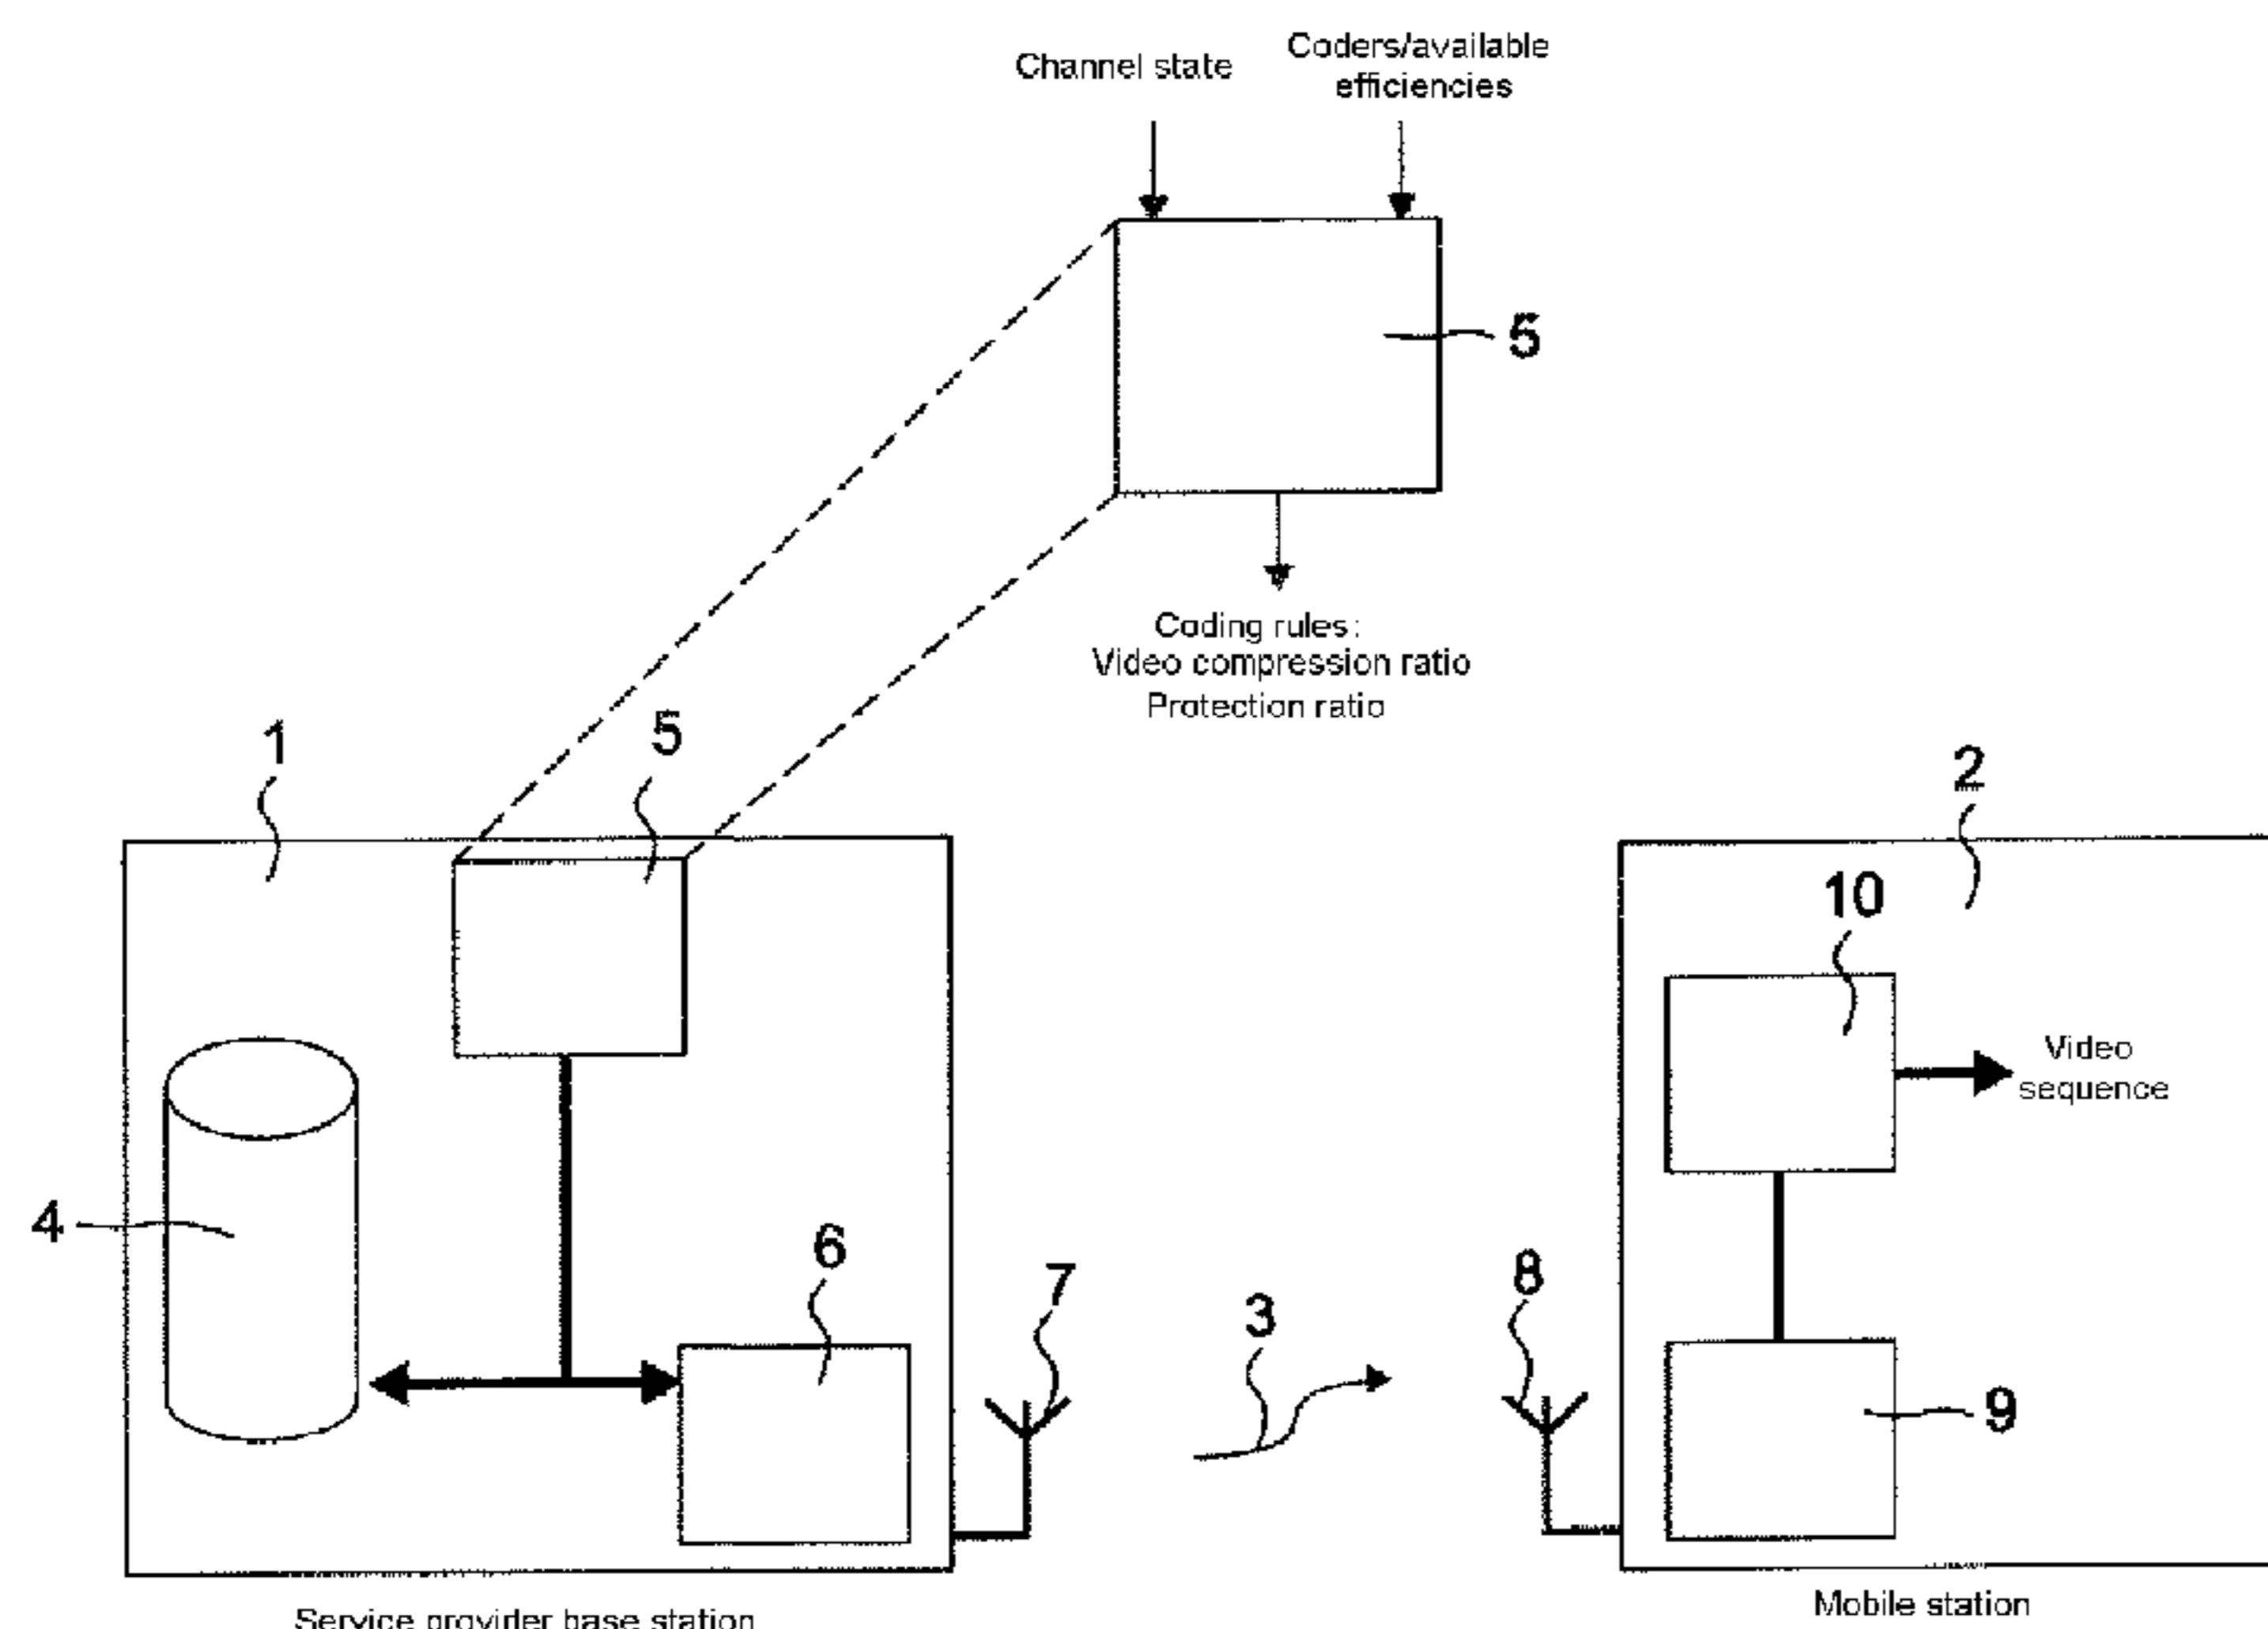 Channel state
Coders/available
efficiencies
5
Coding rules:
Video compression ratio
Protection ratio
1
5
2
10
Video
sequence
4
6
7
3
8
9
Service provider base station
Mobile station